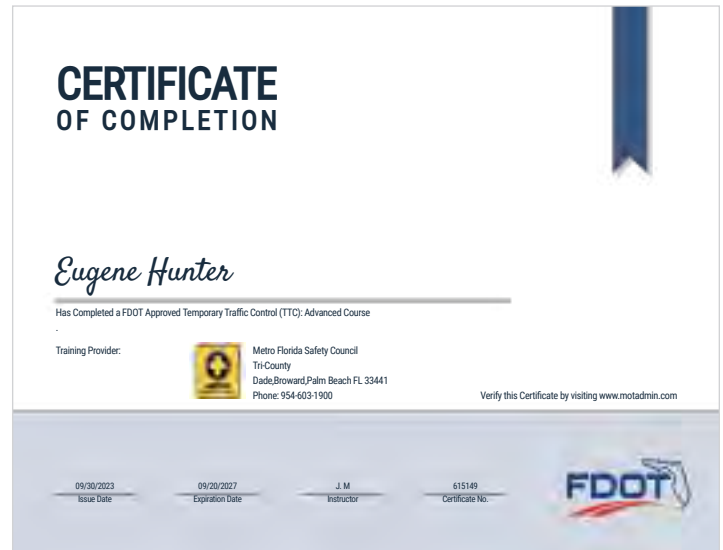 CERTIFICATE
OF COMPLETION
Eugene Hunter
Has Completed a FDOT Approved Temporary Traffic Control (TTC): Advanced Course
.
Training Provider:
Metro Florida Safety Council
Tri-County
Dade,Broward,Palm Beach FL 33441
Phone: 954-603-1900
Verify this Certificate by visiting www.motadmin.com
09/30/2023
Issue Date
09/20/2027
Expiration Date
J. M
Instructor
615149
Certificate No.
FDOT